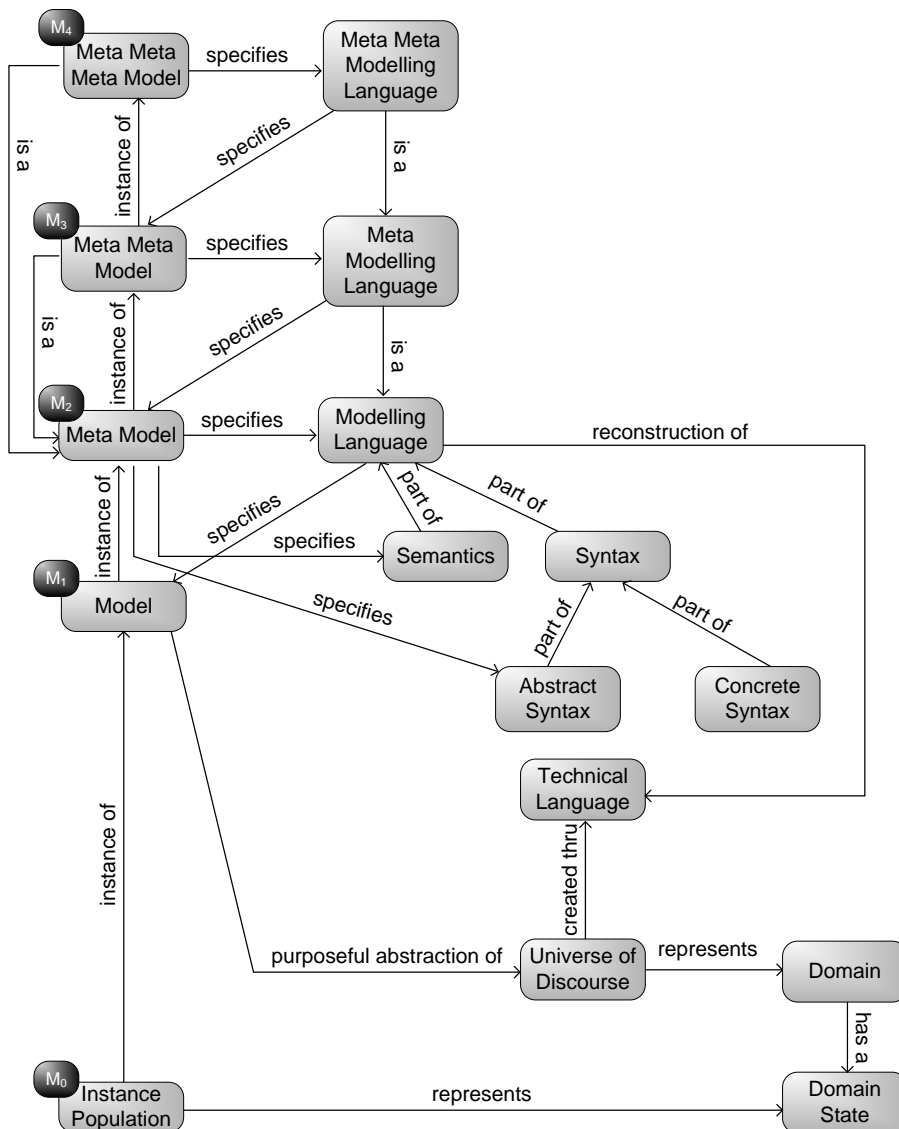 M4
Meta Meta
Meta Model
specifies
Meta Meta
Modelling
Language
is a
instance of
specifies
is a
M3
Meta Meta
Model
specifies
Meta
Modelling
Language
is a
instance of
specifies
is a
M2
Meta Model
specifies
Modelling
Language
reconstruction of
instance of
specifies
part of
part of
specifies
Semantics
Syntax
M1
Model
specifies
part of
part of
Abstract
Syntax
Concrete
Syntax
Technical
Language
instance of
created thru
purposeful abstraction of
Universe of
Discourse
represents
Domain
has a
M0
Instance
Population
represents
Domain
State